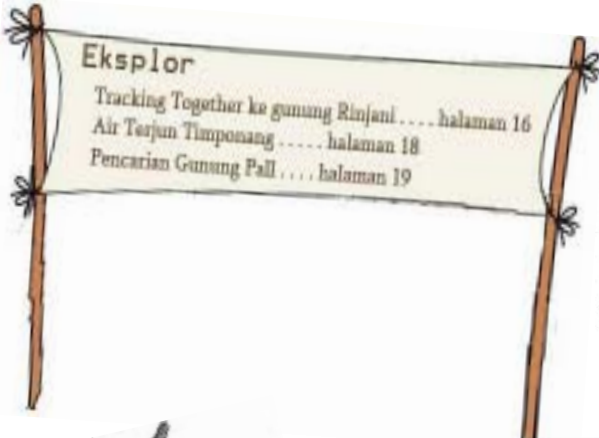 Eksplor
Tracking Together ke gunung Rinjani .... halaman 16
Air Terjun Timponang ..... halaman 18
Pencarian Gunung Pall .... halaman 19